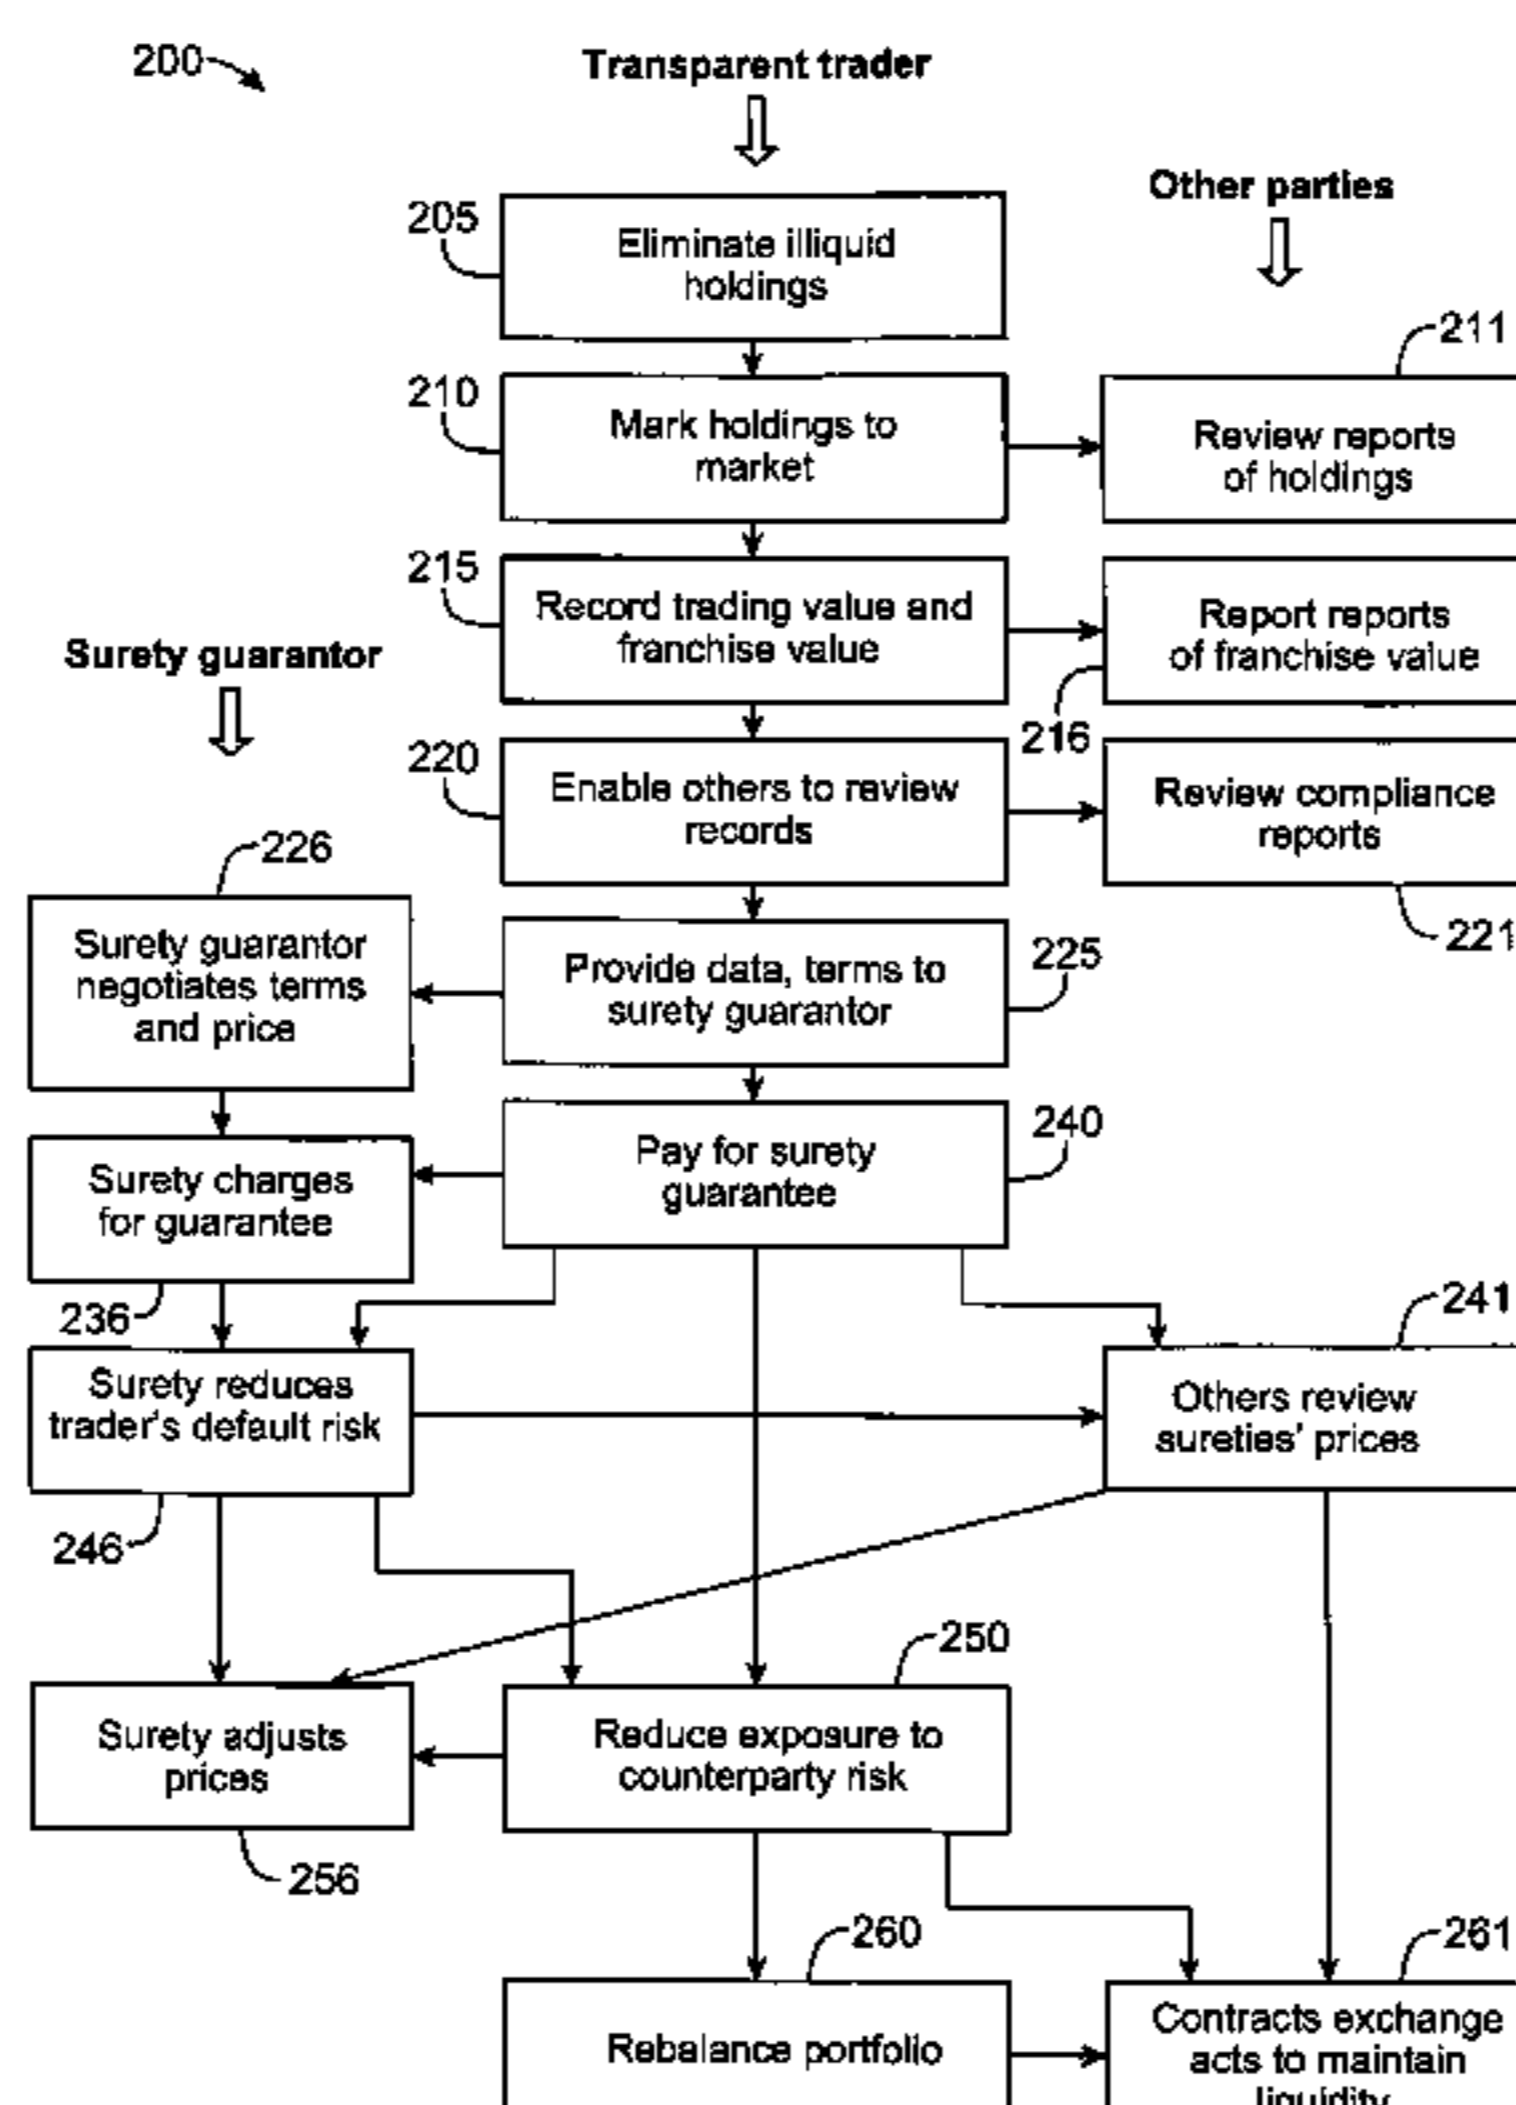 200
Transparent trader
Other parties
205
Eliminate illiquid
holdings
211
210
Mark holdings to
market
Review reports
of holdings
215
Record trading value and
franchise value
Report reports
of franchise value
Surety guarantor
216
220
Enable others to review
records
Review compliance
reports
226
221
Surety guarantor
negotiates terms
and price
Provide data, terms to
surety guarantor
225
240
Pay for surety
guarantee
Surety charges
for guarantee
236
241
Surety reduces
trader's default risk
Others review
sureties' prices
246
250
Surety adjusts
prices
Reduce exposure to
counterparty risk
256
260
261
Rebalance portfolio
Contracts exchange
acts to maintain
liquidity